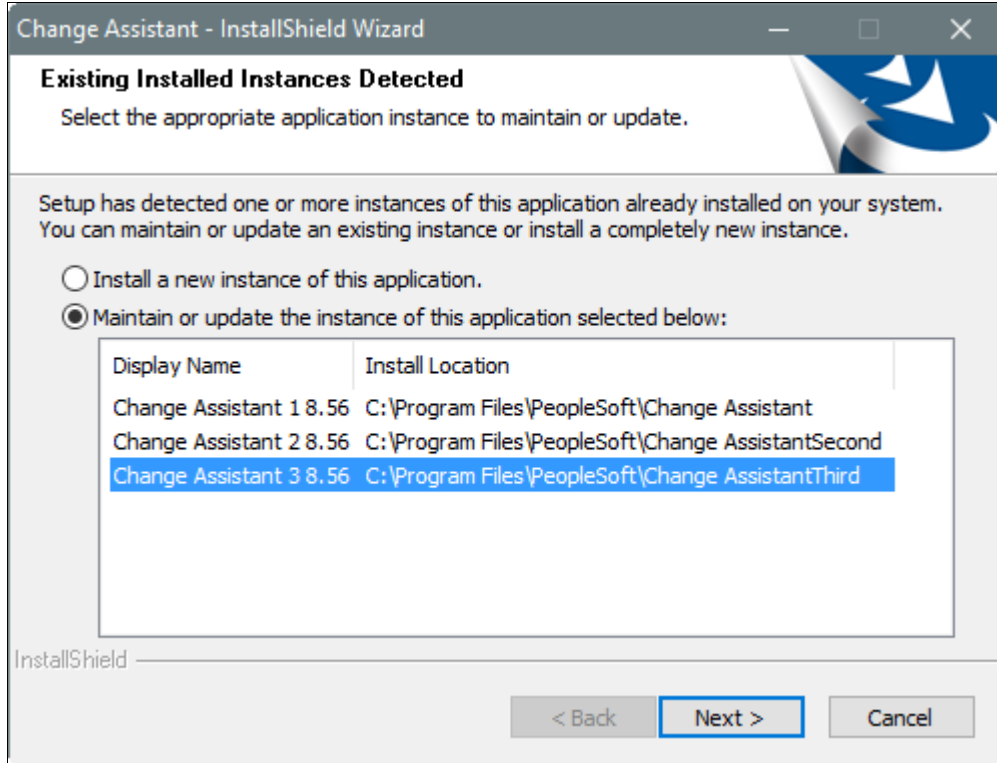 Change Assistant - InstallShield Wizard
Existing Installed Instances Detected
Select the appropriate application instance to maintain or update.
Setup has detected one or more instances of this application already installed on your system.
You can maintain or update an existing instance or install a completely new instance.
Install a new instance of this application.
Maintain or update the instance of this application selected below:
Display Name Install Location
Change Assistant 1 8.56 C:\Program Files\PeopleSoft\Change Assistant
Change Assistant 2 8.56 C:\Program Files\PeopleSoft\Change AssistantSecond
Change Assistant 3 8.56 C:\Program Files\PeopleSoft\Change AssistantThird
InstallShield
< Back Next > Cancel